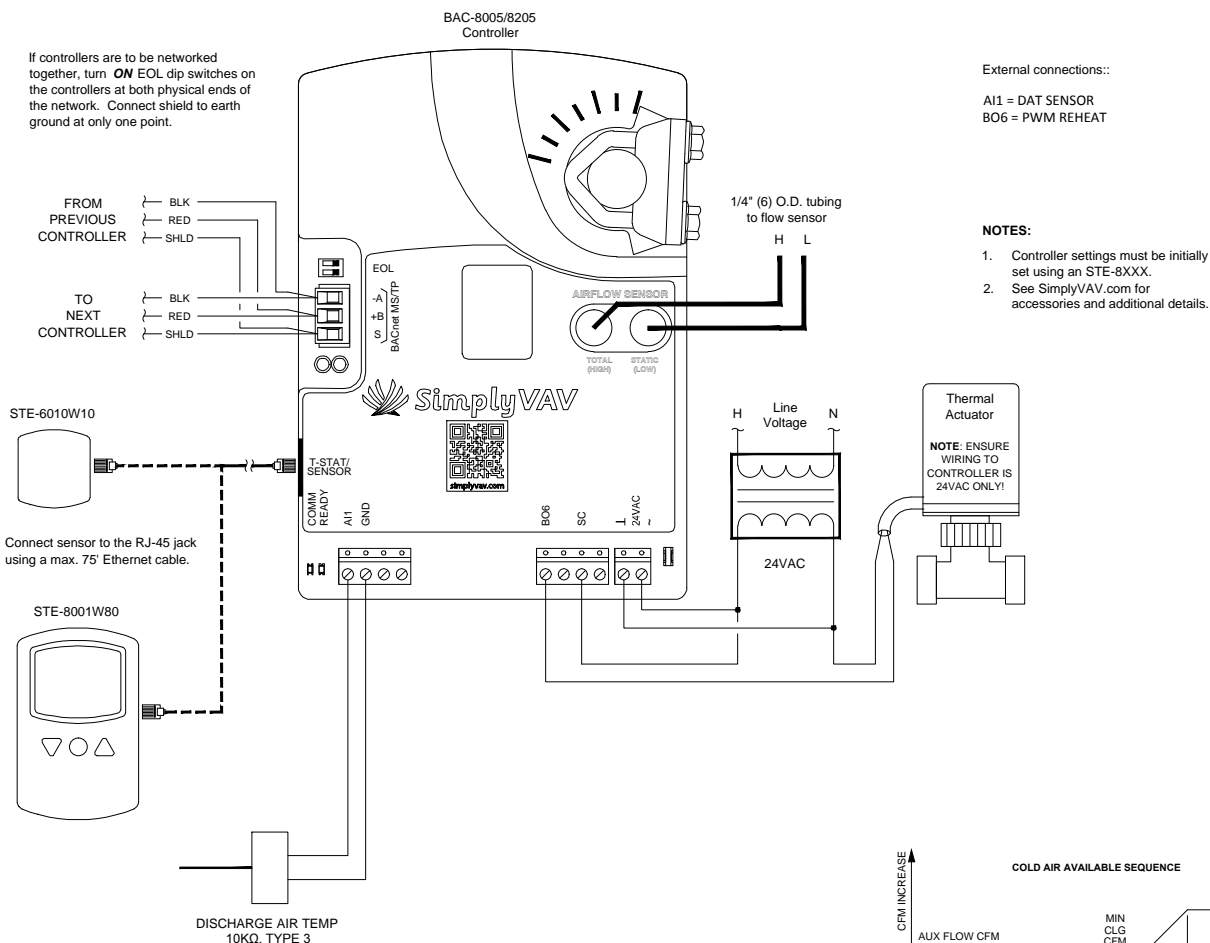 BAC-8005/8205
Controller
If controllers are to be networked
together, turn ON EOL dip switches on
the controllers at both physical ends of
the network. Connect shield to earth
ground at only one point.
External connections::
AI1 = DAT SENSOR
BO6 = PWM REHEAT
NOTES:
1. Controller settings must be initially
set using an STE-8XXX.
2. See SimplyVAV.com for
accessories and additional details.
FROM
PREVIOUS
CONTROLLER
BLK
RED
SHLD
TO
NEXT
CONTROLLER
BLK
RED
SHLD
EOL
-A
+B
S
BACnet MS/TP
1/4" (6) O.D. tubing
to flow sensor
H L
AIRFLOW SENSOR
TOTAL
(HIGH)
STATIC
(LOW)
SimplyVAV
simplyvav.com
STE-6010W10
T-STAT/
SENSOR
COMM
READY
AI1
GND
BO6
SC
24VAC
~
Connect sensor to the RJ-45 jack
using a max. 75' Ethernet cable.
STE-8001W80
H Line N
Voltage
24VAC
Thermal
Actuator
NOTE: ENSURE
WIRING TO
CONTROLLER IS
24VAC ONLY!
DISCHARGE AIR TEMP
10KΩ, TYPE 3
COLD AIR AVAILABLE SEQUENCE
CFM INCREASE
AUX FLOW CFM
MIN
CLG
CFM